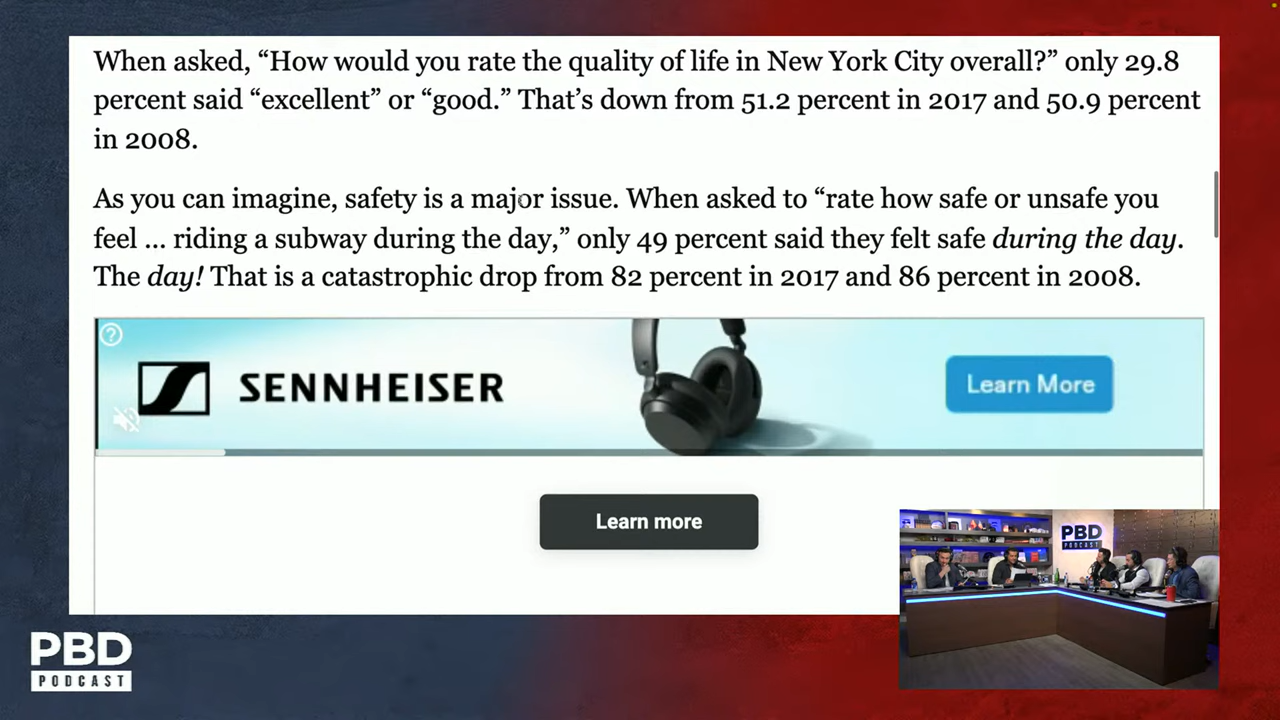 When asked, “How would you rate the quality of life in New York City overall?” only 29.8
percent said “excellent” or “good.” That’s down from 51.2 percent in 2017 and 50.9 percent
in 2008.
As you can imagine, safety is a major issue. When asked to “rate how safe or unsafe you
feel ... riding a subway during the day,” only 49 percent said they felt safe during the day.
The day! That is a catastrophic drop from 82 percent in 2017 and 86 percent in 2008.
?
SENNHEISER
Learn More
Learn more
PBD
PODCAST
PBD
PODCAST